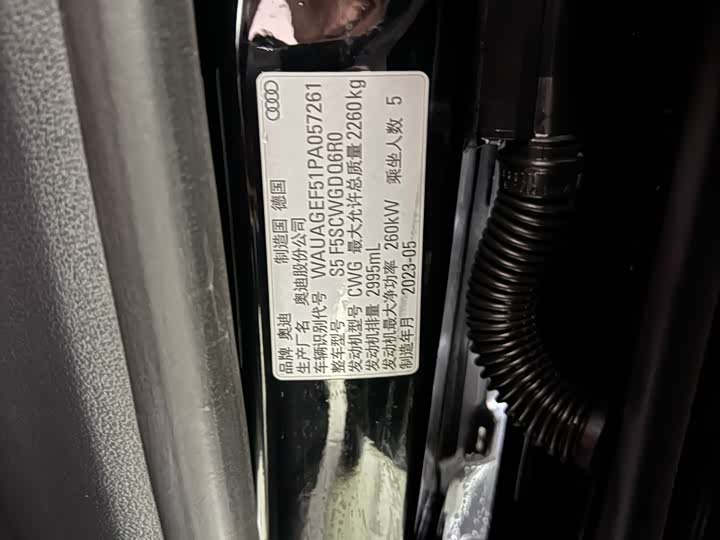 品牌 奥迪 制造国 德国
生产厂名 奥迪股份公司
车辆识别代号 WAUAGEF51PA057261
整车型号 S5 F5SCWGDQ6R0
发动机型号 CWG 最大允许总质量 2260kg
发动机排量 2995mL
发动机最大净功率 260kW 乘坐人数 5
制造年月 2023-05